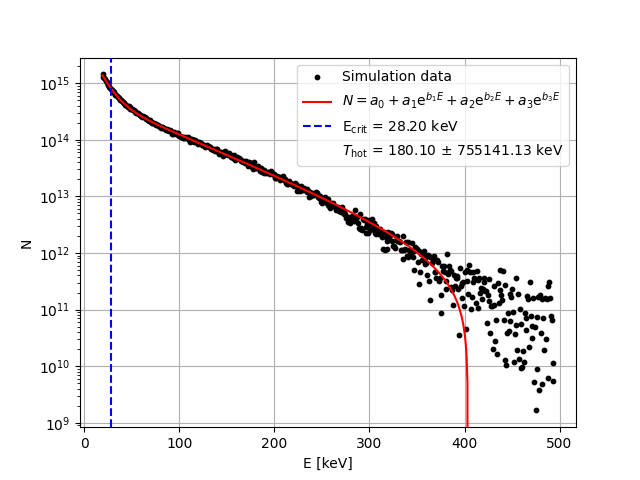 Simulation data
N = a₀ + a₁e^{b₁E} + a₂e^{b₂E} + a₃e^{b₃E}
E_crit = 28.20 keV
T_hot = 180.10 ± 755141.13 keV
10¹⁵
10¹⁴
10¹³
10¹²
10¹¹
10¹⁰
10⁹
N
0 100 200 300 400 500
E [keV]